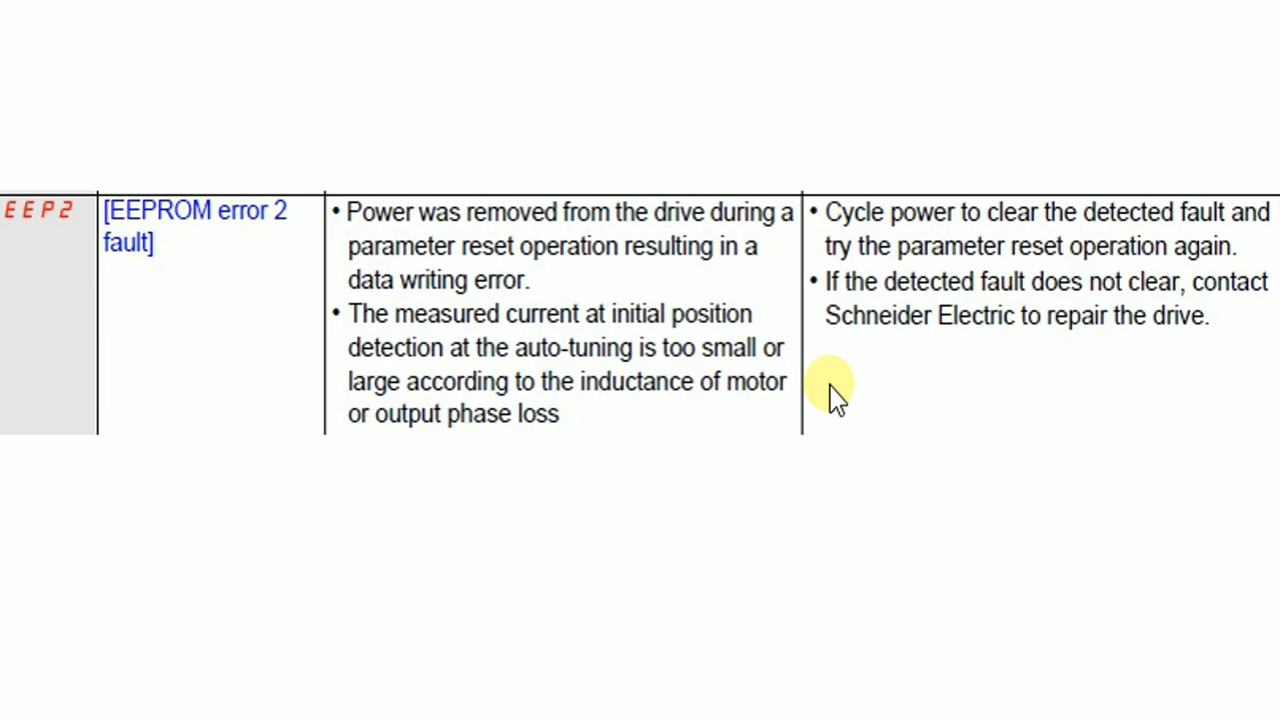 EEP2
[EEPROM error 2
fault]
• Power was removed from the drive during a
parameter reset operation resulting in a
data writing error.
• The measured current at initial position
detection at the auto-tuning is too small or
large according to the inductance of motor
or output phase loss
• Cycle power to clear the detected fault and
try the parameter reset operation again.
• If the detected fault does not clear, contact
Schneider Electric to repair the drive.